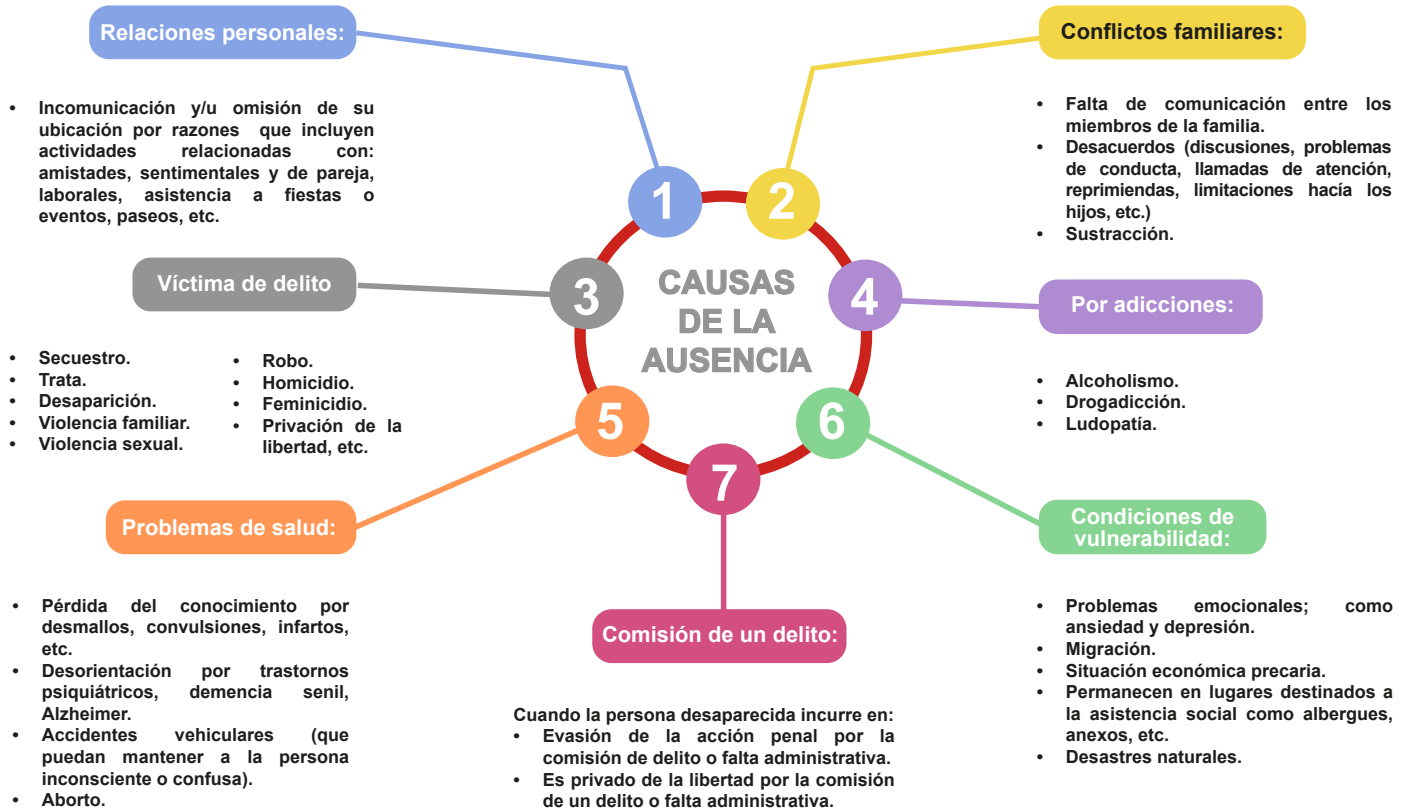 Relaciones personales:
• Incomunicación y/u omisión de su
ubicación por razones que incluyen
actividades relacionadas con:
amistades, sentimentales y de pareja,
laborales, asistencia a fiestas o
eventos, paseos, etc.
Conflictos familiares:
• Falta de comunicación entre los
miembros de la familia.
• Desacuerdos (discusiones, problemas
de conducta, llamadas de atención,
reprimiendas, limitaciones hacía los
hijos, etc.)
• Sustracción.
1
2
3
4
5
6
7
CAUSAS
DE LA
AUSENCIA
Víctima de delito
• Secuestro.
• Trata.
• Desaparición.
• Violencia familiar.
• Violencia sexual.
• Robo.
• Homicidio.
• Feminicidio.
• Privación de la
libertad, etc.
Por adicciones:
• Alcoholismo.
• Drogadicción.
• Ludopatía.
Problemas de salud:
• Pérdida del conocimiento por
desmallos, convulsiones, infartos,
etc.
• Desorientación por trastornos
psiquiátricos, demencia senil,
Alzheimer.
• Accidentes vehiculares (que
puedan mantener a la persona
inconsciente o confusa).
• Aborto.
Condiciones de
vulnerabilidad:
• Problemas emocionales; como
ansiedad y depresión.
• Migración.
• Situación económica precaria.
• Permanecen en lugares destinados a
la asistencia social como albergues,
anexos, etc.
• Desastres naturales.
Comisión de un delito:
Cuando la persona desaparecida incurre en:
• Evasión de la acción penal por la
comisión de delito o falta administrativa.
• Es privado de la libertad por la comisión
de un delito o falta administrativa.